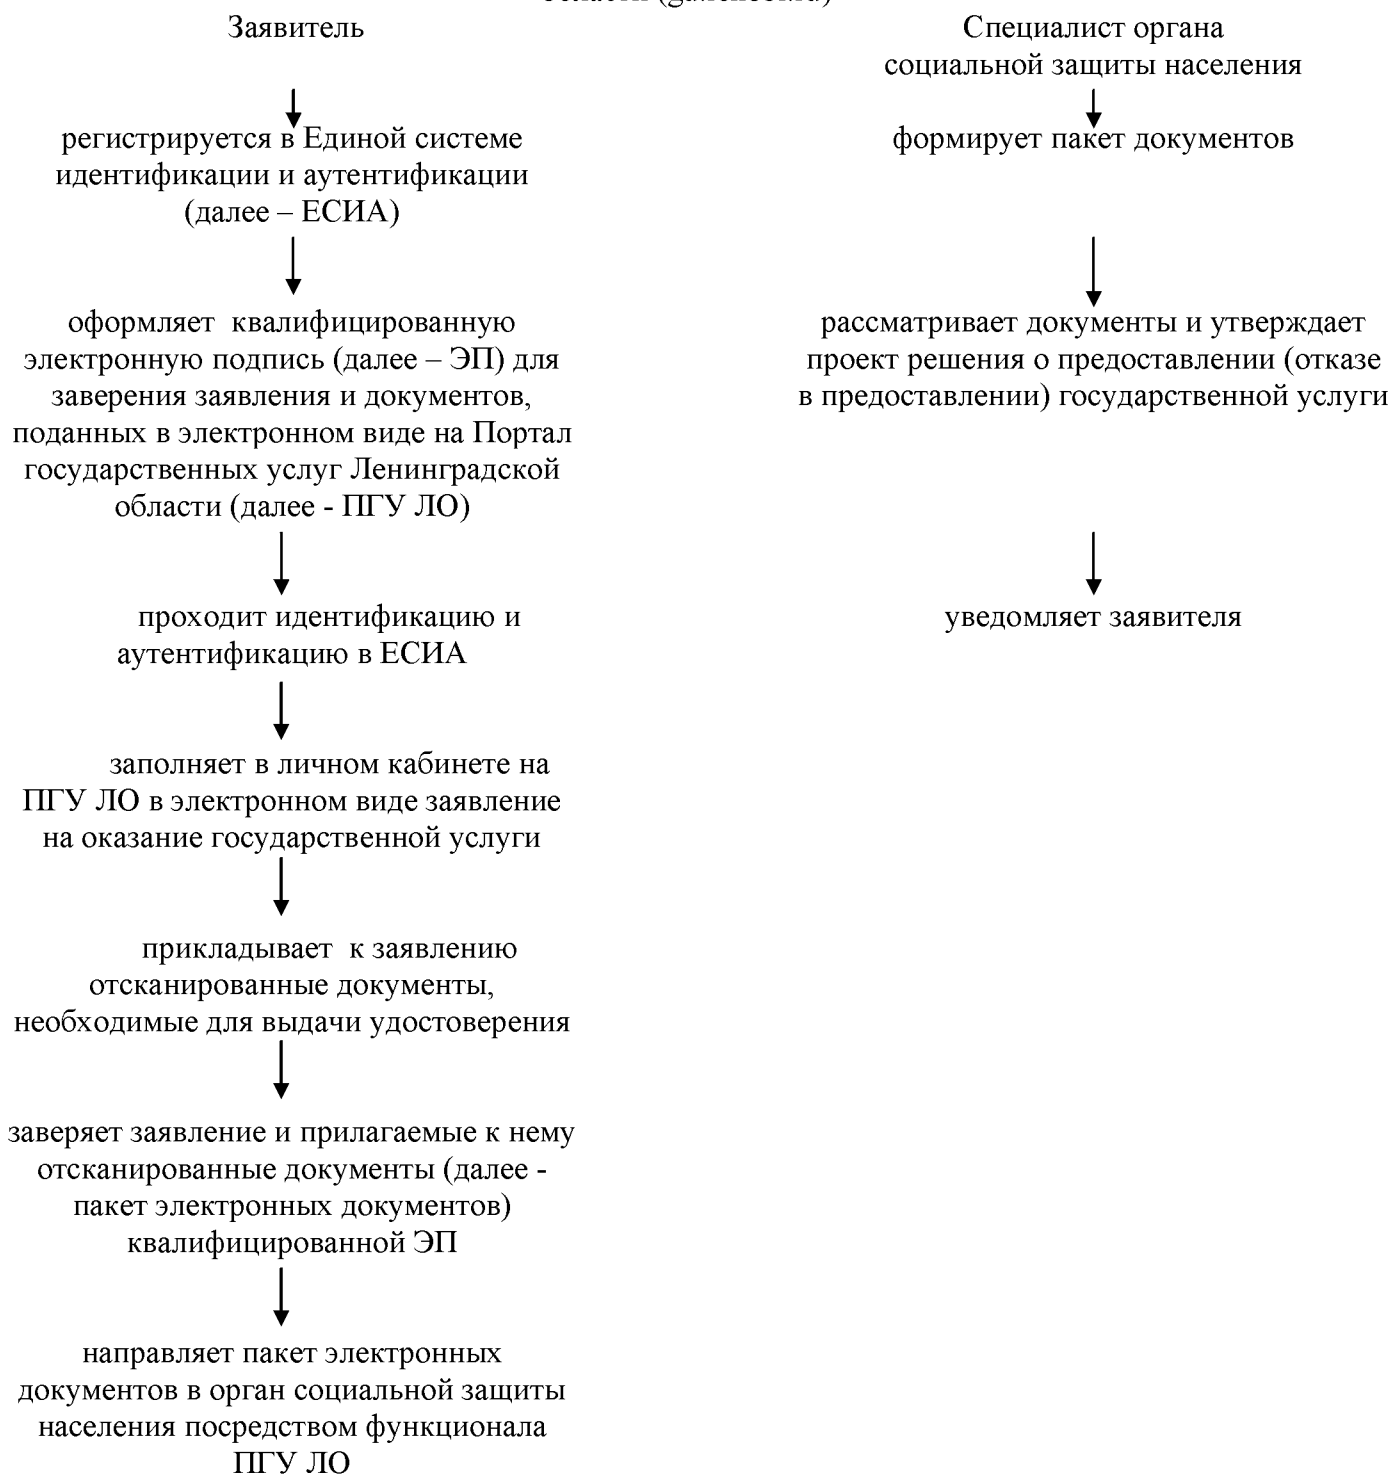 Заявитель
регистрируется в Единой системе
идентификации и аутентификации
(далее – ЕСИА)
оформляет квалифицированную
электронную подпись (далее – ЭП) для
заверения заявления и документов,
поданных в электронном виде на Портал
государственных услуг Ленинградской
области (далее - ПГУ ЛО)
проходит идентификацию и
аутентификацию в ЕСИА
заполняет в личном кабинете на
ПГУ ЛО в электронном виде заявление
на оказание государственной услуги
прикладывает к заявлению
отсканированные документы,
необходимые для выдачи удостоверения
заверяет заявление и прилагаемые к нему
отсканированные документы (далее -
пакет электронных документов)
квалифицированной ЭП
направляет пакет электронных
документов в орган социальной защиты
населения посредством функционала
ПГУ ЛО
Специалист органа
социальной защиты населения
формирует пакет документов
рассматривает документы и утверждает
проект решения о предоставлении (отказе
в предоставлении) государственной услуги
уведомляет заявителя